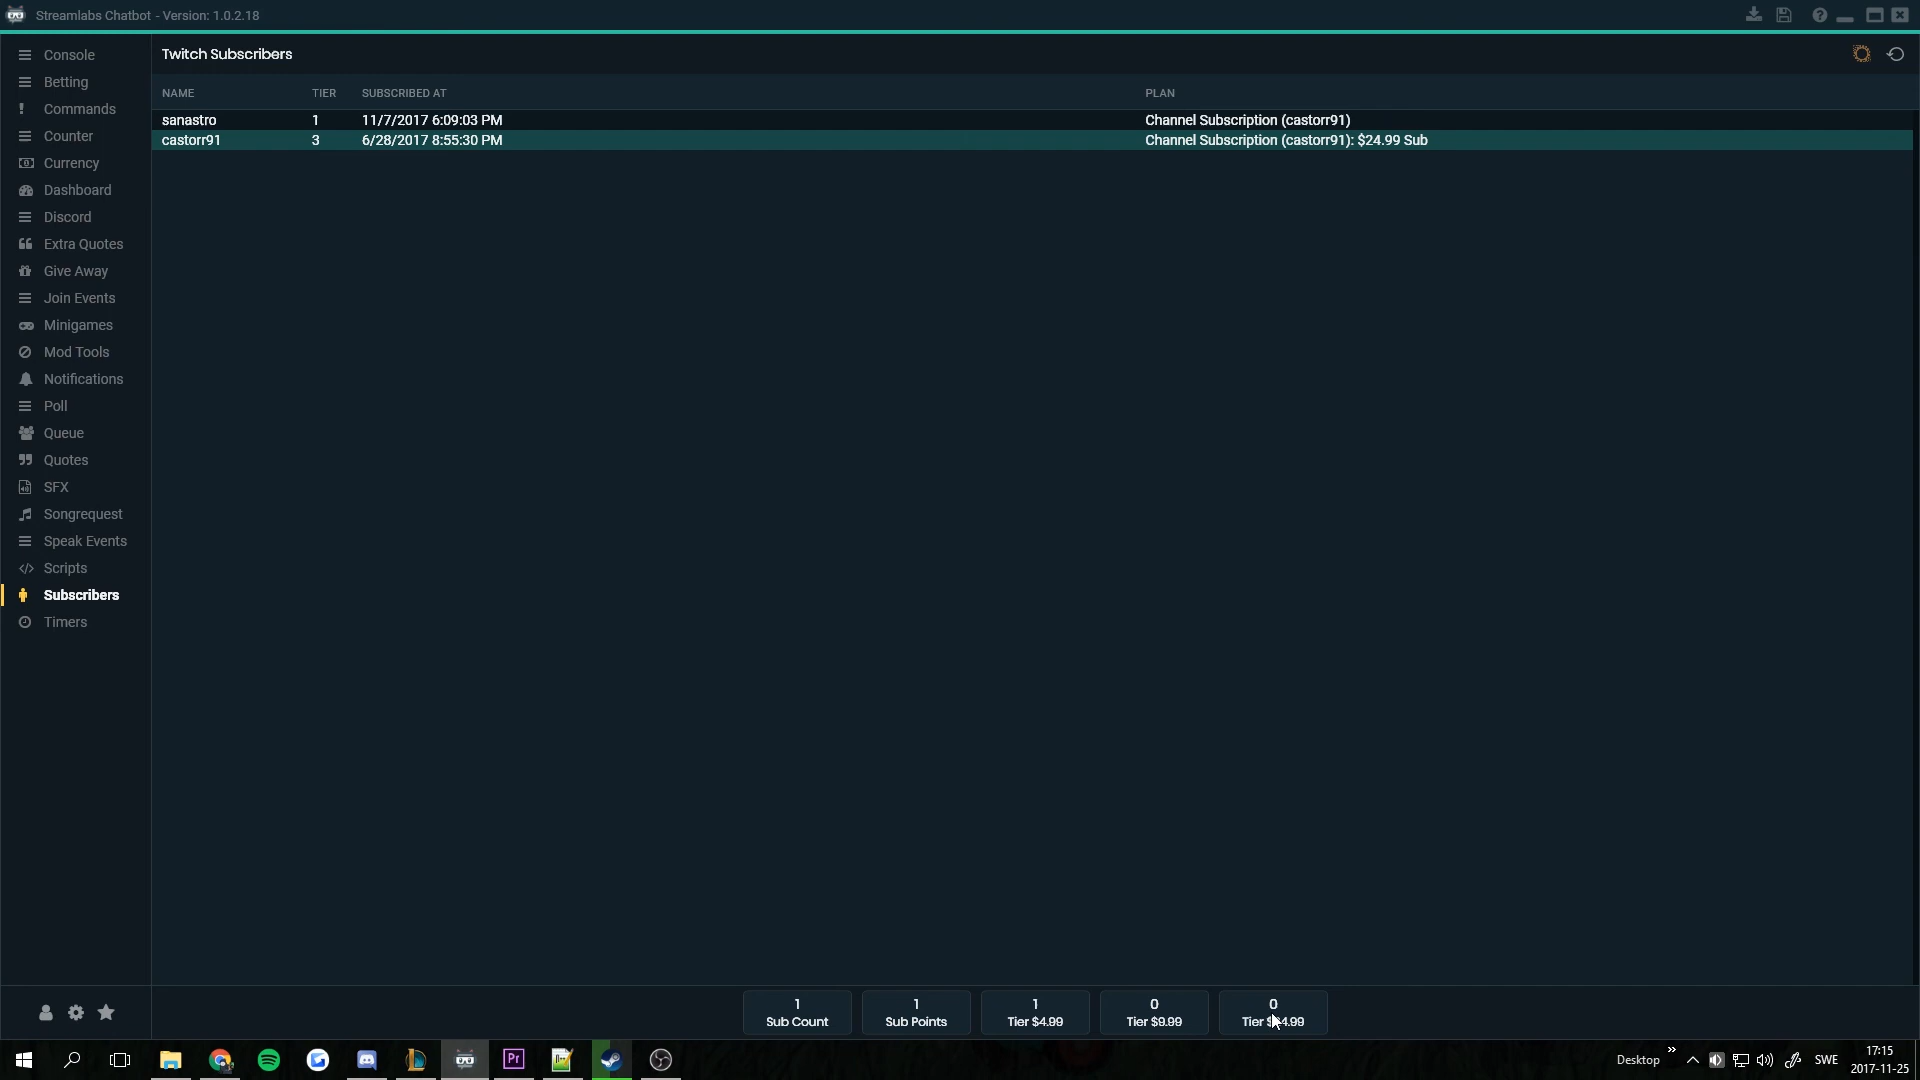 Streamlabs Chatbot - Version: 1.0.2.18
Console
Betting
Commands
Counter
Currency
Dashboard
Discord
Extra Quotes
Give Away
Join Events
Minigames
Mod Tools
Notifications
Poll
Queue
Quotes
SFX
Songrequest
Speak Events
Scripts
Subscribers
Timers
Twitch Subscribers
NAME TIER SUBSCRIBED AT PLAN
sanastro 1 11/7/2017 6:09:03 PM Channel Subscription (castorr91)
castorr91 3 6/28/2017 8:55:30 PM Channel Subscription (castorr91): $24.99 Sub
1 1 1 0 0
Sub Count Sub Points Tier $4.99 Tier $9.99 Tier
Pr
Desktop SWE 17:15
2017-11-25